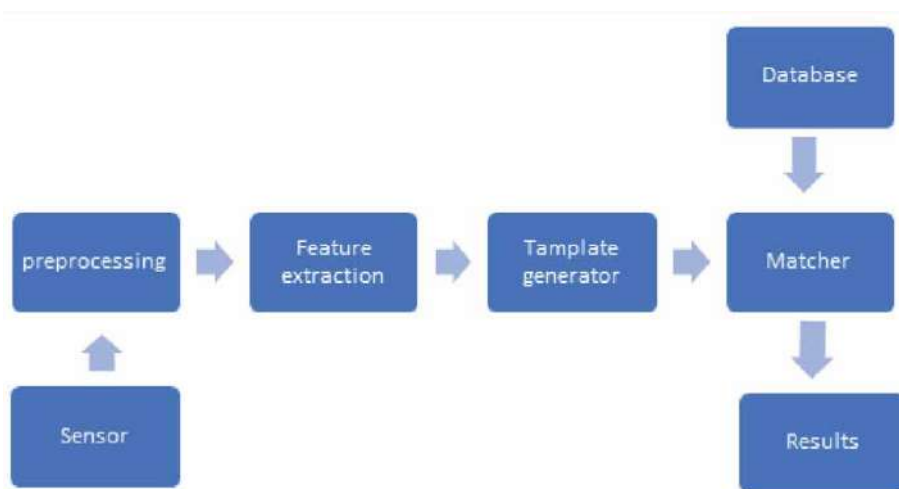 Database
preprocessing
Feature
extraction
Tamplate
generator
Matcher
Sensor
Results